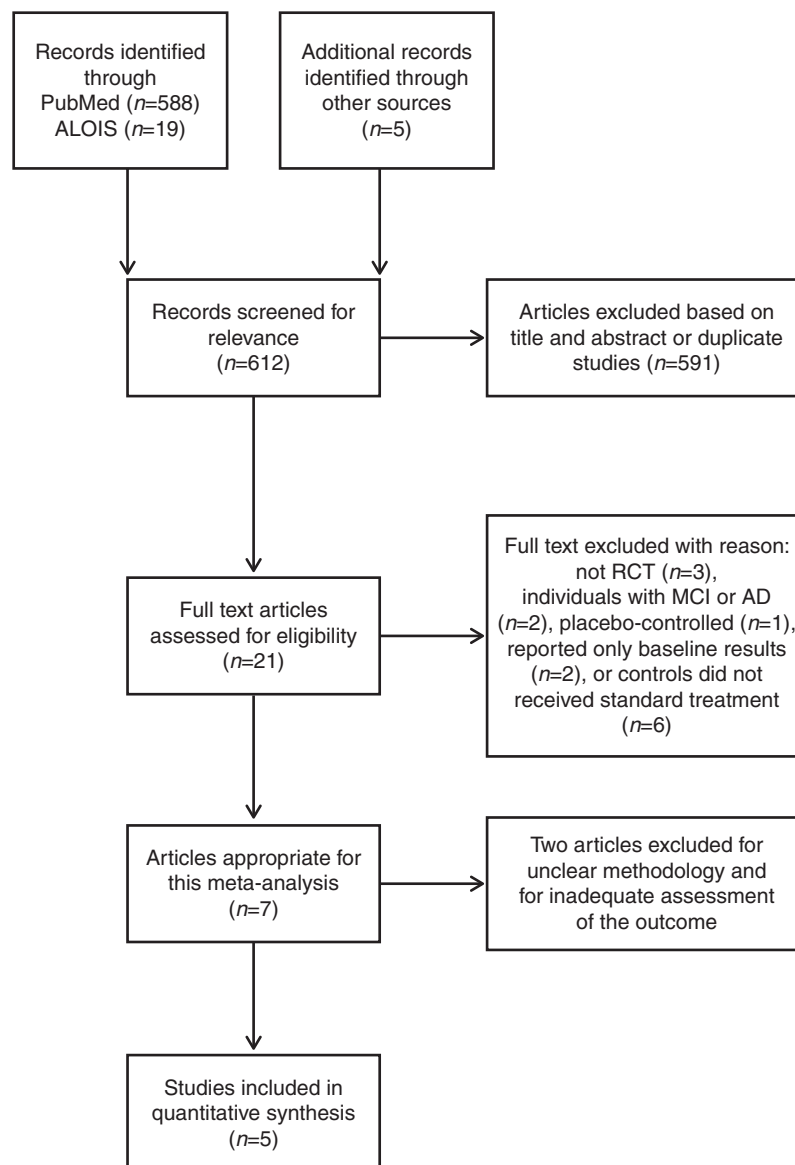 Records identified
through
PubMed (n=588)
ALOIS (n=19)
Additional records
identified through
other sources
(n=5)
Records screened for
relevance
(n=612)
Articles excluded based on
title and abstract or duplicate
studies (n=591)
Full text articles
assessed for eligibility
(n=21)
Full text excluded with reason:
not RCT (n=3),
individuals with MCI or AD
(n=2), placebo-controlled (n=1),
reported only baseline results
(n=2), or controls did not
received standard treatment
(n=6)
Articles appropriate for
this meta-analysis
(n=7)
Two articles excluded for
unclear methodology and
for inadequate assessment
of the outcome
Studies included in
quantitative synthesis
(n=5)